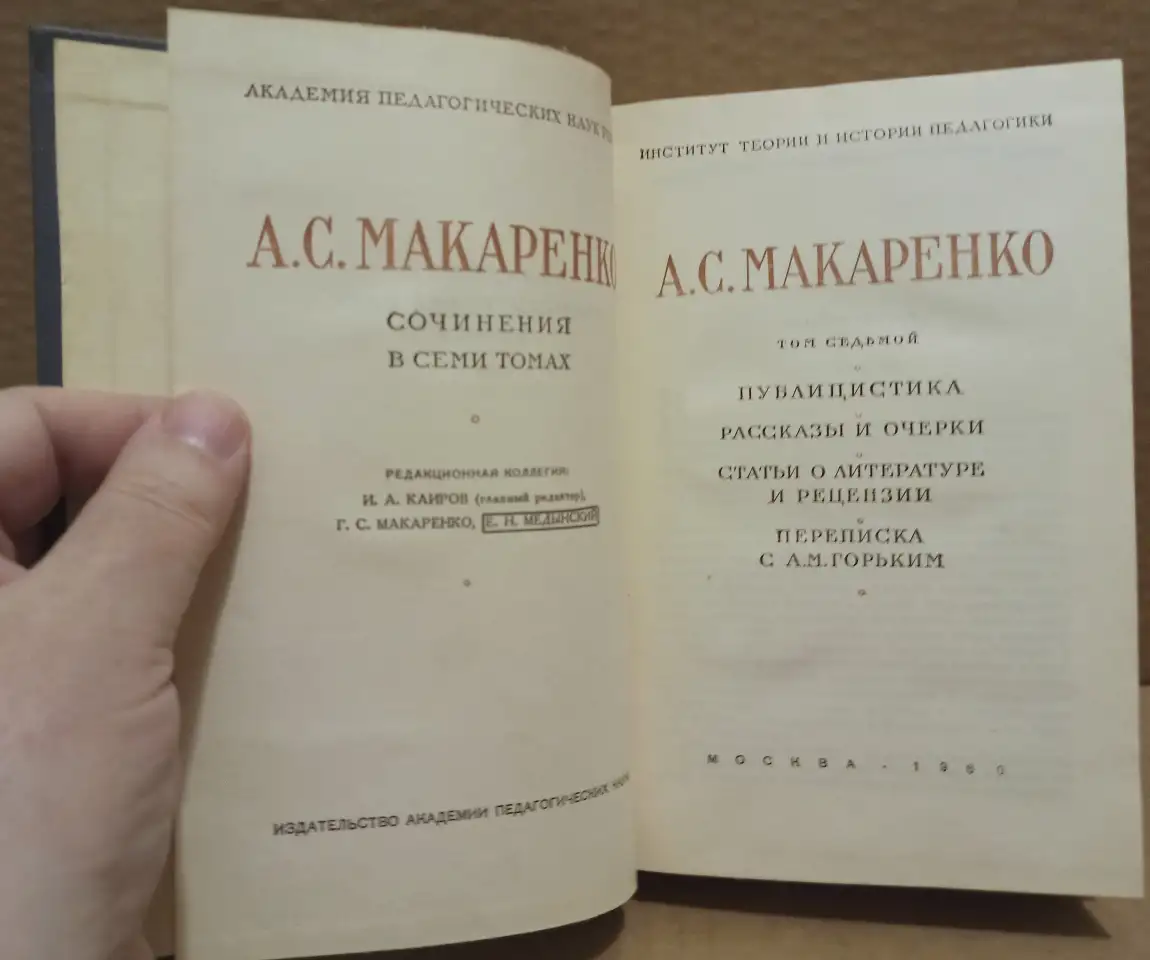 АКАДЕМИЯ ПЕДАГОГИЧЕСКИХ НАУК
А.С. МАКАРЕНКО
СОЧИНЕНИЯ
В СЕМИ ТОМАХ
РЕДАКЦИОННАЯ КОЛЛЕГИЯ:
И. А. КАИРОВ (главный редактор),
Г. С. МАКАРЕНКО, Е. Н. МЕДЫНСКИЙ
ИЗДАТЕЛЬСТВО АКАДЕМИИ ПЕДАГОГИЧЕСКИХ НАУК
ИНСТИТУТ ТЕОРИИ И ИСТОРИИ ПЕДАГОГИКИ
А.С. МАКАРЕНКО
ТОМ СЕДЬМОЙ
ПУБЛИЦИСТИКА
РАССКАЗЫ И ОЧЕРКИ
СТАТЬИ О ЛИТЕРАТУРЕ
И РЕЦЕНЗИИ
ПЕРЕПИСКА
С А.М.ГОРЬКИМ
МОСКВА